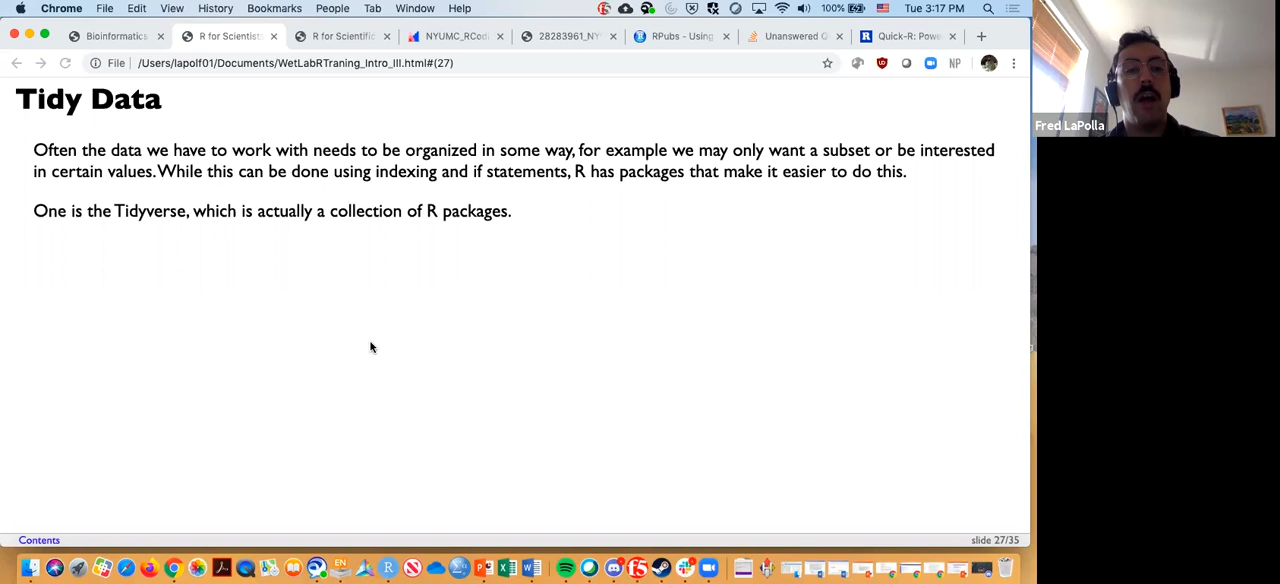 Chrome File Edit View History Bookmarks People Tab Window Help 100% Tue 3:17 PM
Bioinformatics R for Scientists R for Scientific NYUMC_RCodi 28283961_NY RPubs - Using Unanswered Q Quick-R: Powe
File /Users/lapolf01/Documents/WetLabRTraning_Intro_III.html#(27) NP
Tidy Data
Fred LaPolla
Often the data we have to work with needs to be organized in some way, for example we may only want a subset or be interested
in certain values. While this can be done using indexing and if statements, R has packages that make it easier to do this.
One is the Tidyverse, which is actually a collection of R packages.
Contents slide 27/35